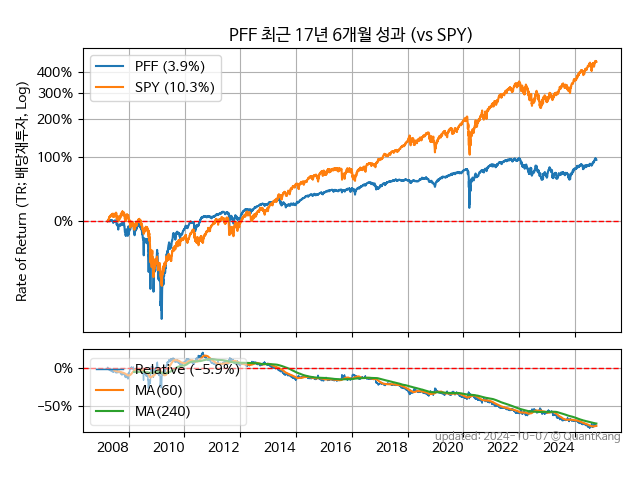 PFF 최근 17년 6개월 성과 (vs SPY)
PFF (3.9%)
SPY (10.3%)
400%
300%
200%
100%
0%
Rate of Return (TR: 배당재투자, Log)
Relative (−5.9%)
MA(60)
MA(240)
0%
−50%
2008 2010 2012 2014 2016 2018 2020 2022 2024
updated: 2024-10-07 © QuantKang